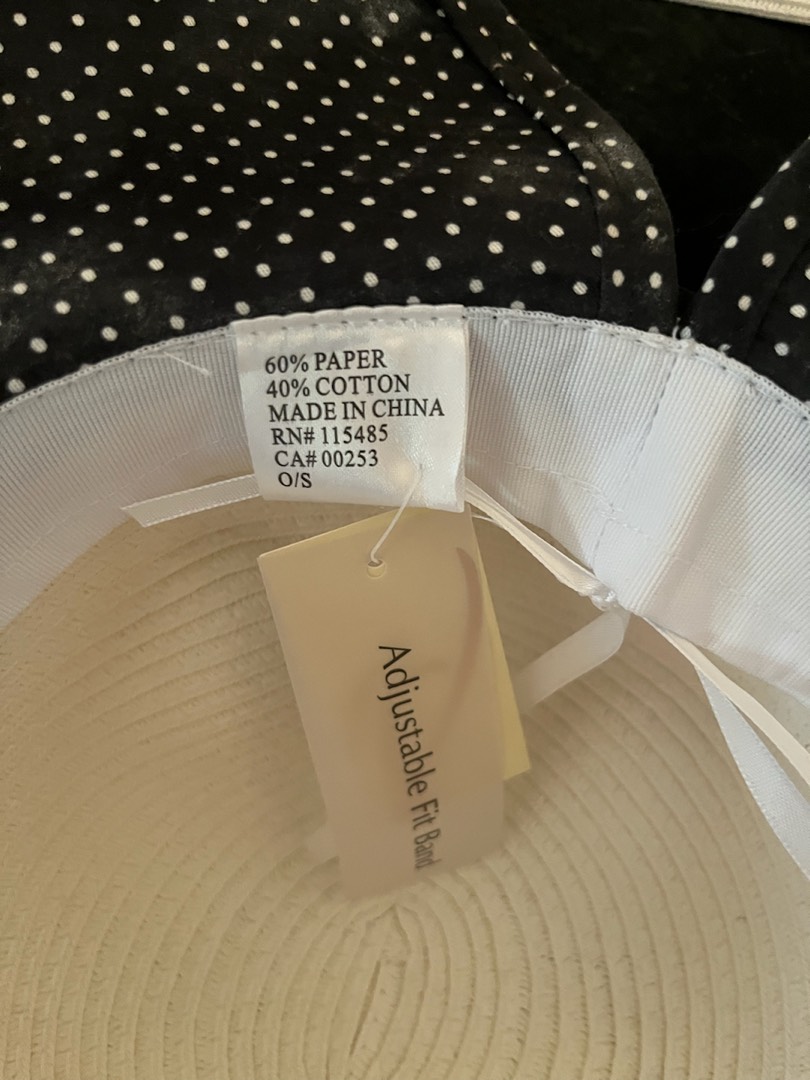 60% PAPER
40% COTTON
MADE IN CHINA
RN# 115485
CA# 00253
O/S
Adjustable Fit Band